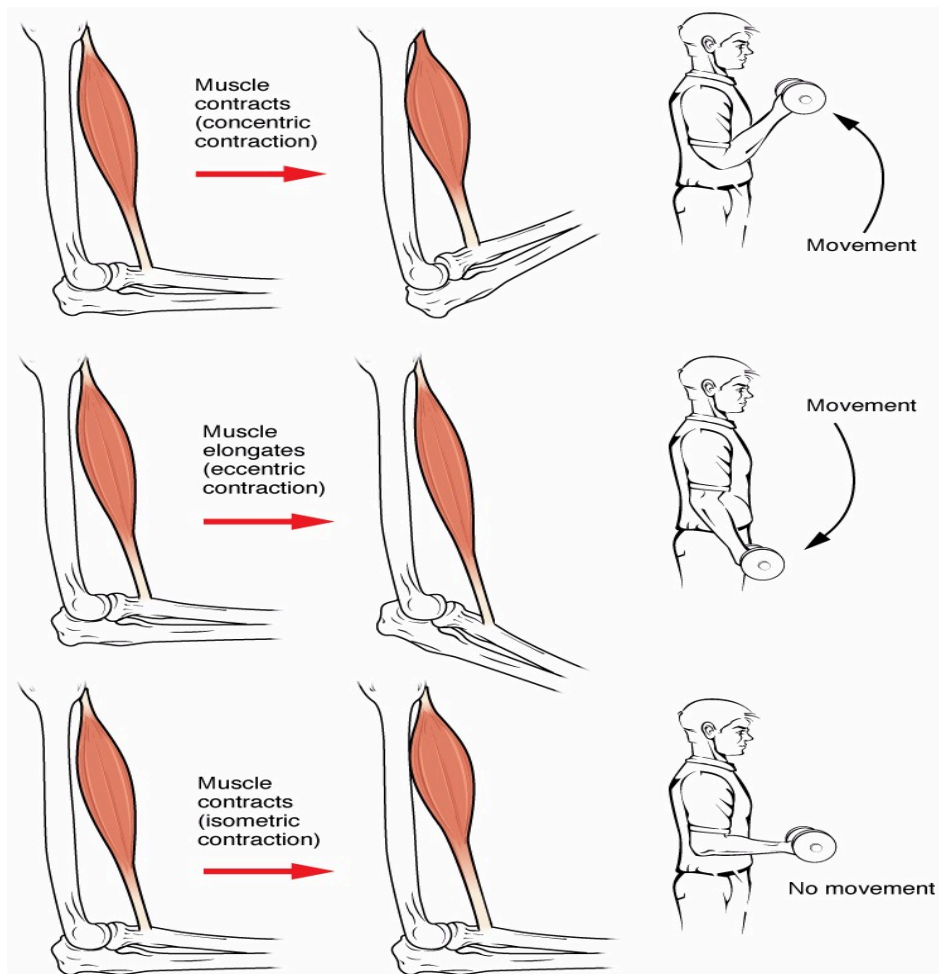 Muscle
contracts
(concentric
contraction)
Movement
Muscle
elongates
(eccentric
contraction)
Movement
Muscle
contracts
(isometric
contraction)
No movement